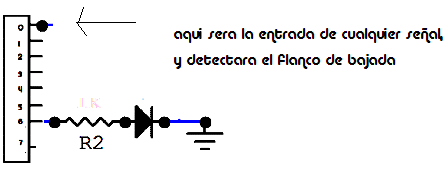 0
aqui sera la entrada de cualquier señal,
1
y detectara el flanco de bajada
2
3
4
5
1K
6
R2
7